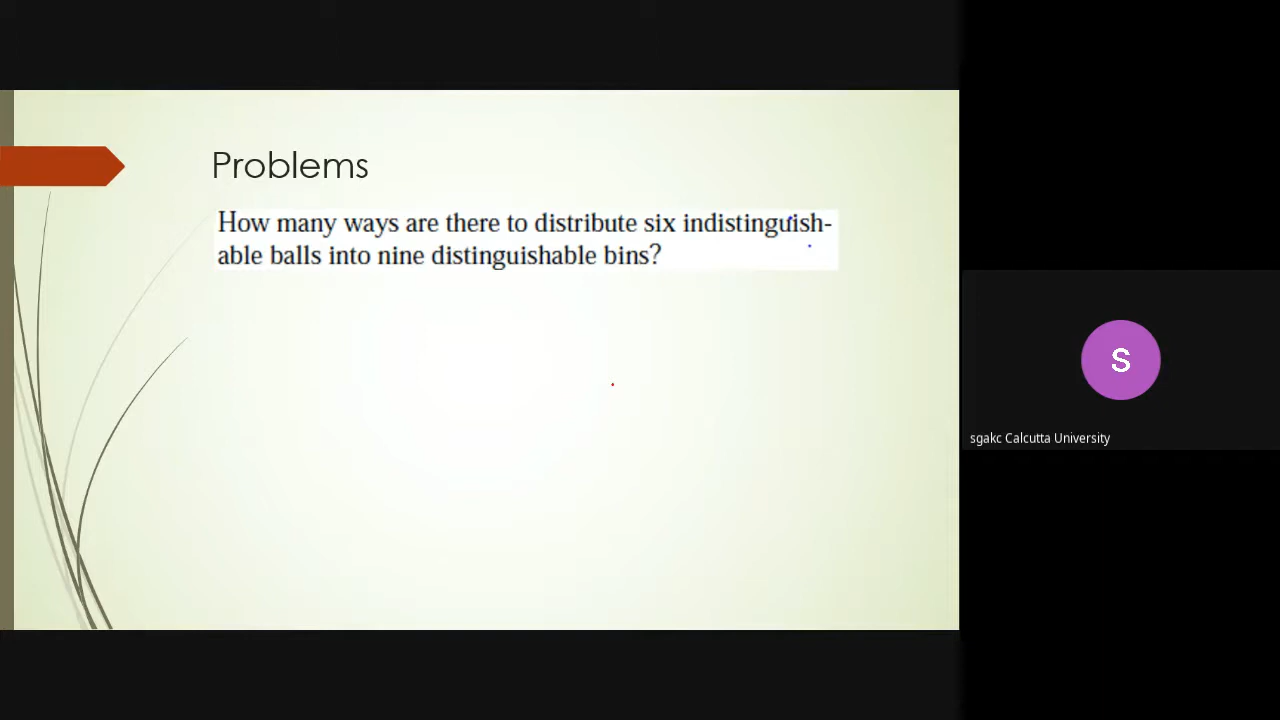 Problems
How many ways are there to distribute six indistinguish-
able balls into nine distinguishable bins?
S
sgakc Calcutta University